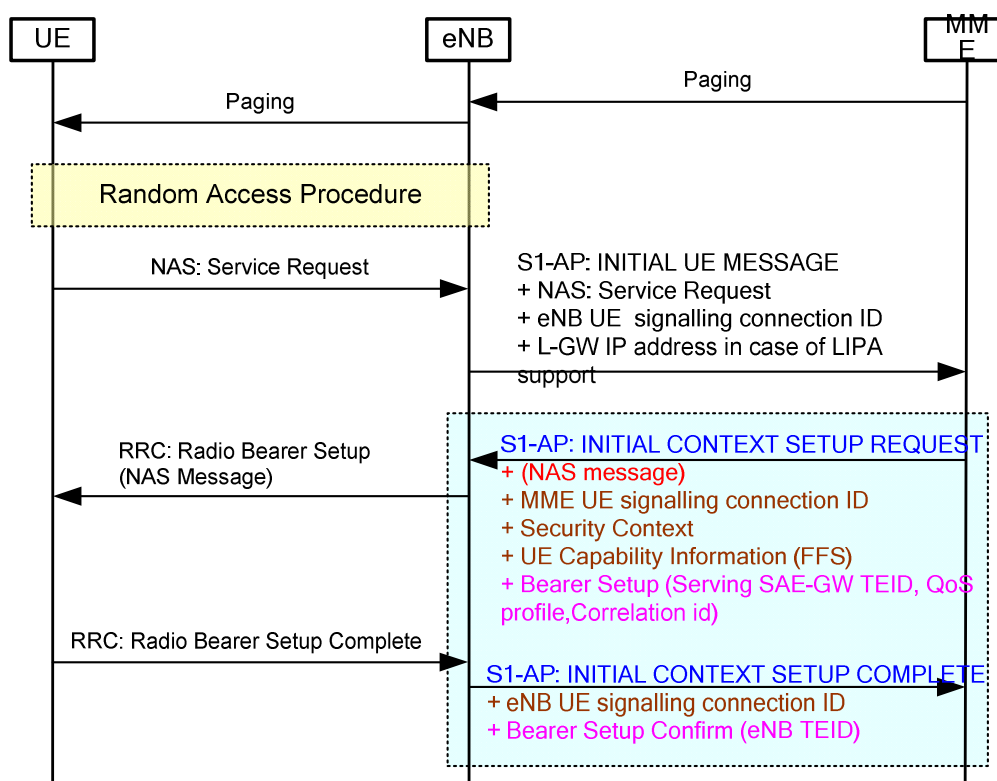 UE
eNB
MM
E
Paging
Paging
Random Access Procedure
NAS: Service Request
S1-AP: INITIAL UE MESSAGE
+ NAS: Service Request
+ eNB UE  signalling connection ID
+ L-GW IP address in case of LIPA
support
RRC: Radio Bearer Setup
(NAS Message)
S1-AP: INITIAL CONTEXT SETUP REQUEST
+ (NAS message)
+ MME UE signalling connection ID
+ Security Context
+ UE Capability Information (FFS)
+ Bearer Setup (Serving SAE-GW TEID, QoS
profile,Correlation id)
RRC: Radio Bearer Setup Complete
S1-AP: INITIAL CONTEXT SETUP COMPLETE
+ eNB UE signalling connection ID
+ Bearer Setup Confirm (eNB TEID)